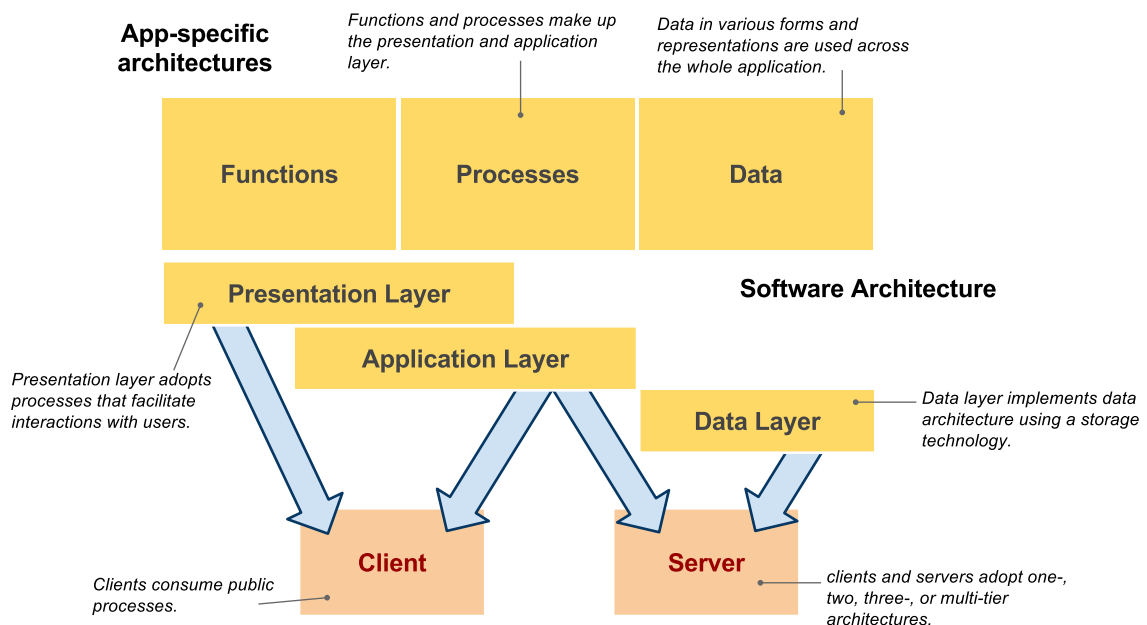 App-specific
architectures
Functions and processes make up
the presentation and application
layer.
Data in various forms and
representations are used across
the whole application.
Functions
Processes
Data
Presentation Layer
Software Architecture
Application Layer
Presentation layer adopts
processes that facilitate
interactions with users.
Data Layer
Data layer implements data
architecture using a storage
technology.
Client
Server
Clients consume public
processes.
clients and servers adopt one-,
two, three-, or multi-tier
architectures.